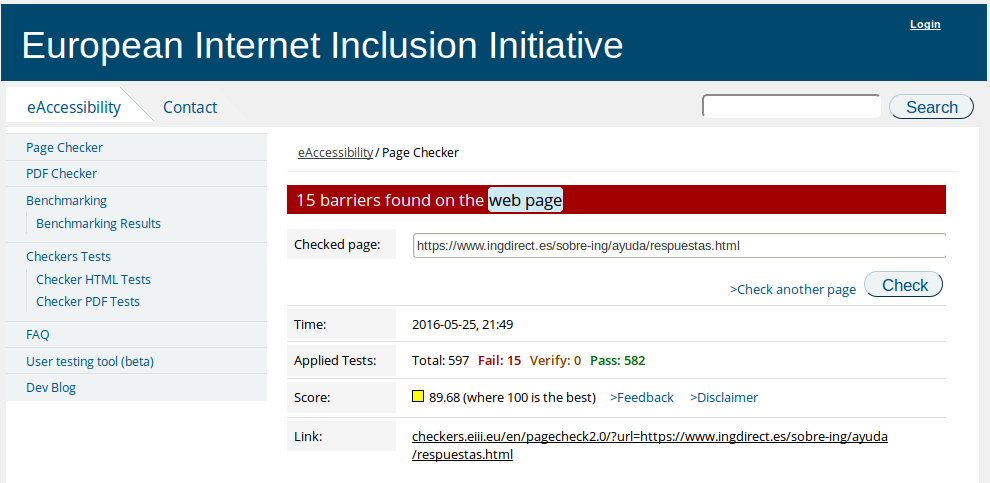 Login
European Internet Inclusion Initiative
eAccessibility
Contact
Search
Page Checker
PDF Checker
Benchmarking
Benchmarking Results
Checkers Tests
Checker HTML Tests
Checker PDF Tests
FAQ
User testing tool (beta)
Dev Blog
eAccessibility / Page Checker
15 barriers found on the web page
Checked page: https://www.ingdirect.es/sobre-ing/ayuda/respuestas.html
>Check another page Check
Time: 2016-05-25, 21:49
Applied Tests: Total: 597 Fail: 15 Verify: 0 Pass: 582
Score: 89.68 (where 100 is the best) >Feedback >Disclaimer
Link: checkers.eiii.eu/en/pagecheck2.0/?url=https://www.ingdirect.es/sobre-ing/ayuda
/respuestas.html